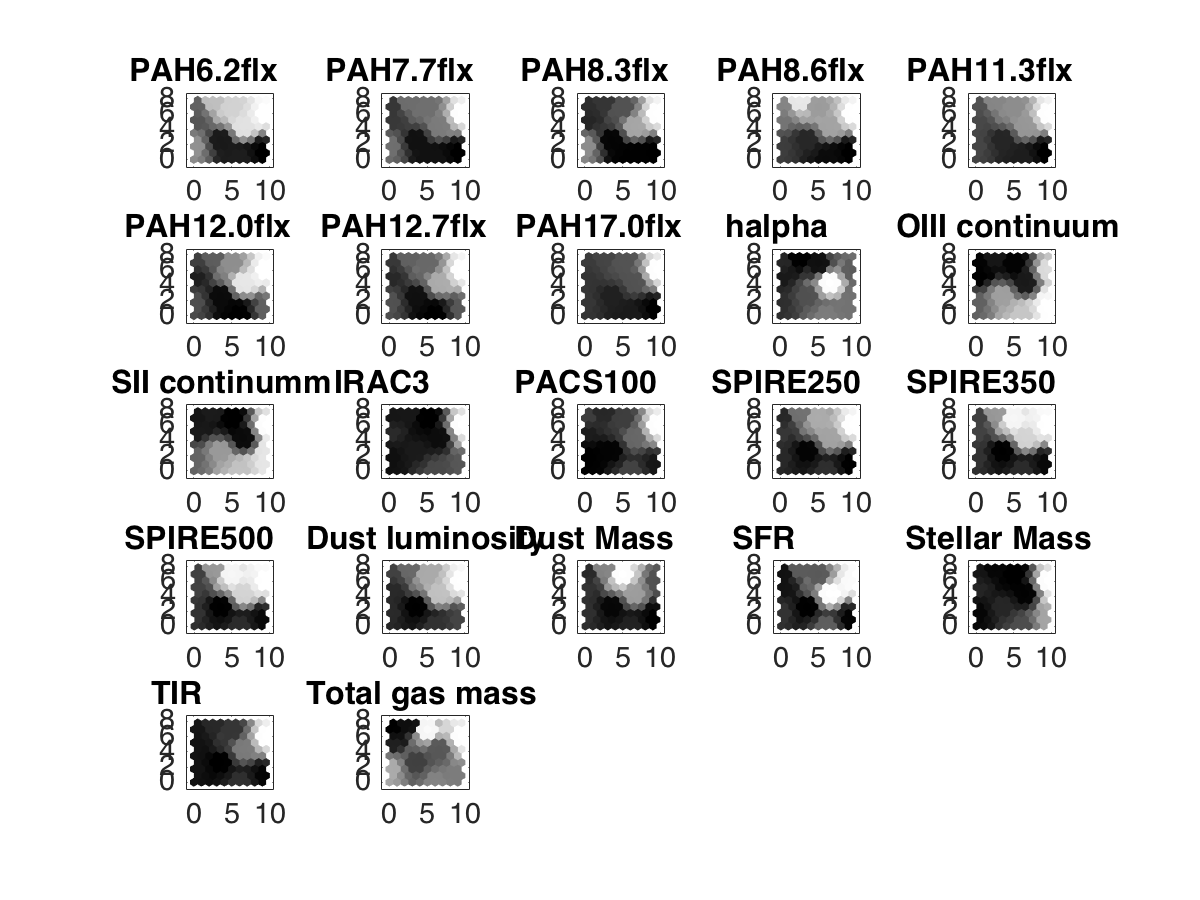 PAH6.2flx PAH7.7flx PAH8.3flx PAH8.6flx PAH11.3flx
8 8 8 8 8
6 6 6 6 6
4 4 4 4 4
2 2 2 2 2
0 0 0 0 0
0 5 10 0 5 10 0 5 10 0 5 10 0 5 10
PAH12.0flx PAH12.7flx PAH17.0flx halpha OIII continuum
8 8 8 8 8
6 6 6 6 6
4 4 4 4 4
2 2 2 2 2
0 0 0 0 0
0 5 10 0 5 10 0 5 10 0 5 10 0 5 10
SII continumm IRAC3 PACS100 SPIRE250 SPIRE350
8 8 8 8 8
6 6 6 6 6
4 4 4 4 4
2 2 2 2 2
0 0 0 0 0
0 5 10 0 5 10 0 5 10 0 5 10 0 5 10
SPIRE500 Dust luminosity Dust Mass SFR Stellar Mass
8 8 8 8 8
6 6 6 6 6
4 4 4 4 4
2 2 2 2 2
0 0 0 0 0
0 5 10 0 5 10 0 5 10 0 5 10 0 5 10
TIR Total gas mass
8 8
6 6
4 4
2 2
0 0
0 5 10 0 5 10